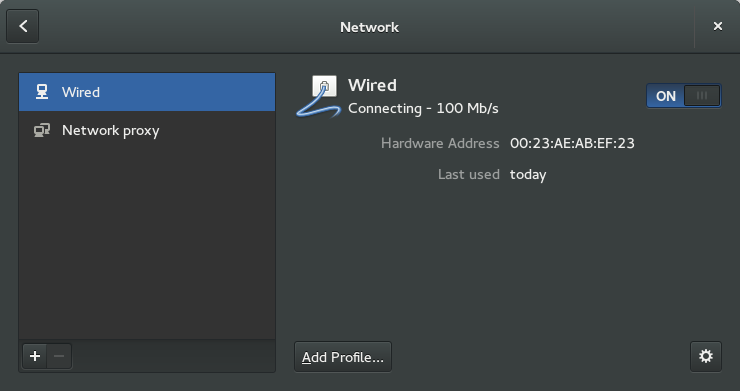 Network
Wired
Network proxy
Wired
Connecting - 100 Mb/s
ON
Hardware Address 00:23:AE:AB:EF:23
Last used today
Add Profile...